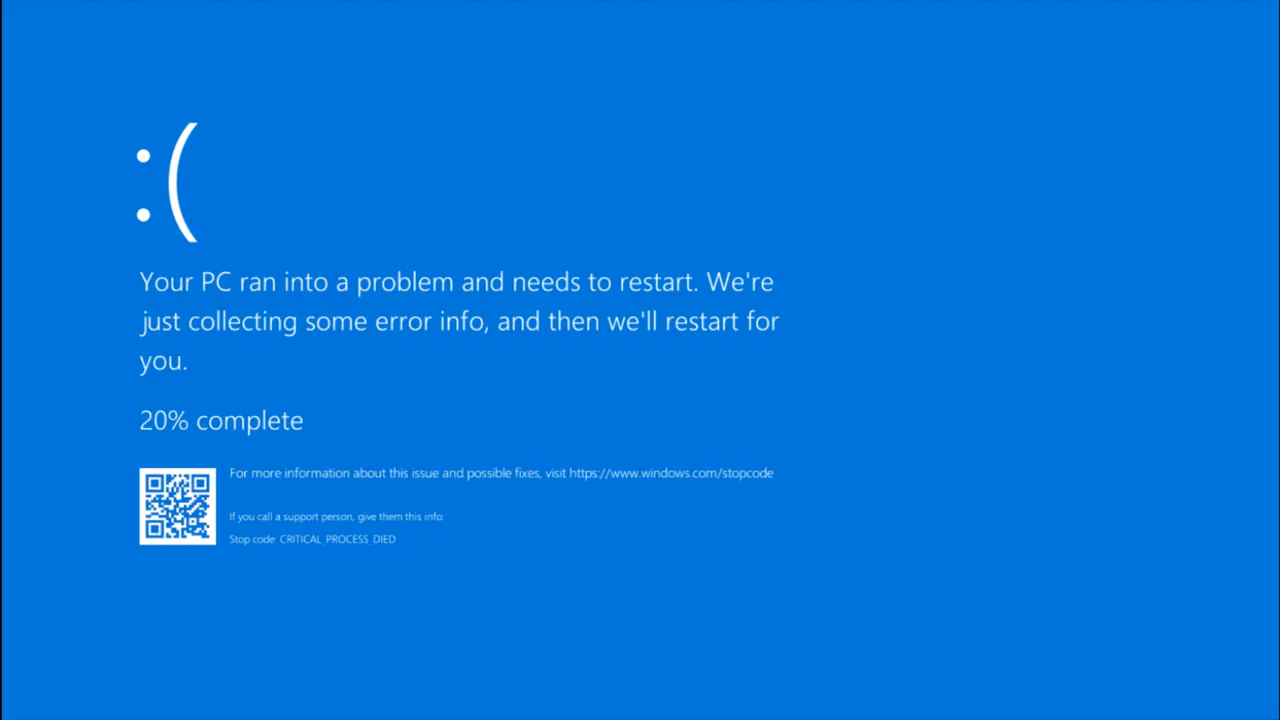 :(
Your PC ran into a problem and needs to restart. We're
just collecting some error info, and then we'll restart for
you.
20% complete
For more information about this issue and possible fixes, visit https://www.windows.com/stopcode
If you call a support person, give them this info:
Stop code: CRITICAL_PROCESS_DIED